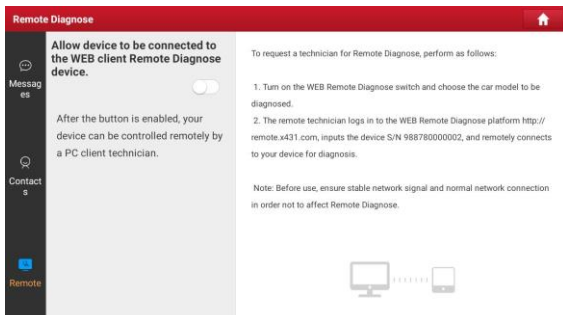 Remote Diagnose
Messag
es
Contact
s
Remote
Allow device to be connected to
the WEB client Remote Diagnose
device.
After the button is enabled, your
device can be controlled remotely by
a PC client technician.
To request a technician for Remote Diagnose, perform as follows:
1. Turn on the WEB Remote Diagnose switch and choose the car model to be
diagnosed.
2. The remote technician logs in to the WEB Remote Diagnose platform http://
remote.x431.com, inputs the device S/N 988780000002, and remotely connects
to your device for diagnosis.
Note: Before use, ensure stable network signal and normal network connection
in order not to affect Remote Diagnose.